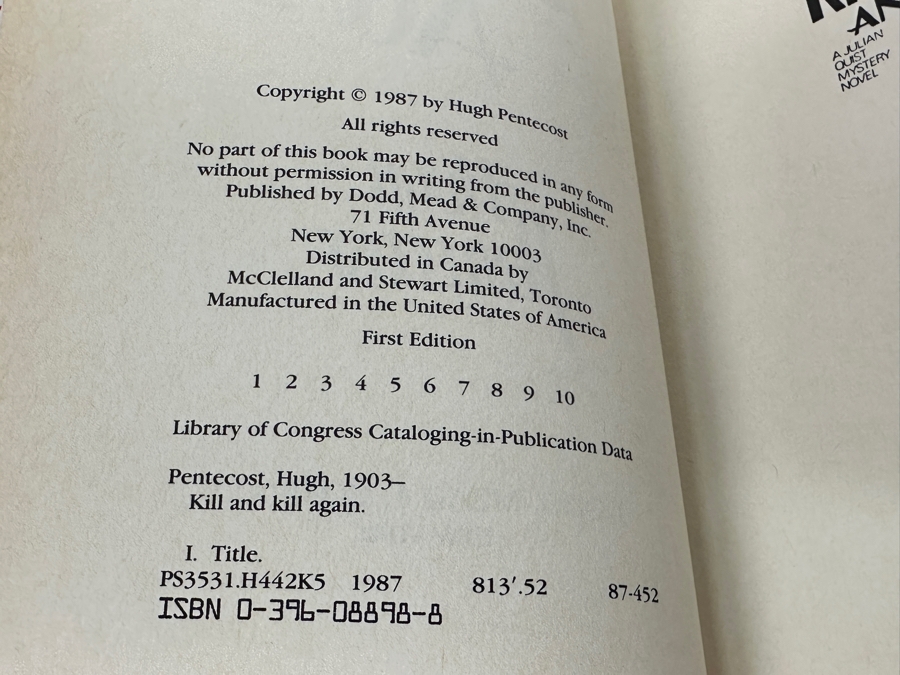 Copyright © 1987 by Hugh Pentecost
All rights reserved
No part of this book may be reproduced in any form
without permission in writing from the publisher.
Published by Dodd, Mead & Company, Inc.
71 Fifth Avenue
New York, New York 10003
Distributed in Canada by
McClelland and Stewart Limited, Toronto
Manufactured in the United States of America
First Edition
1 2 3 4 5 6 7 8 9 10
Library of Congress Cataloging-in-Publication Data
Pentecost, Hugh, 1903–
Kill and kill again.
I. Title.
PS3531.H442K5 1987 813′.52 87-452
ISBN 0-396-08898-8
A JULIAN
QUIST
MYSTERY
NOVEL